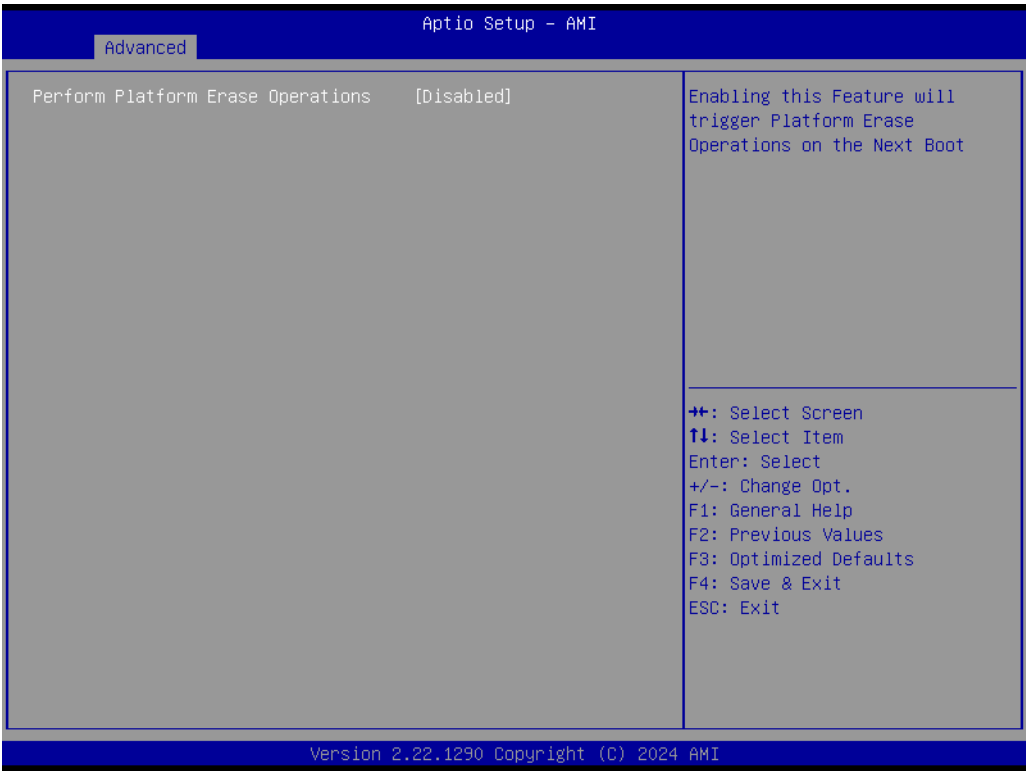 Aptio Setup - AMI
Advanced
Perform Platform Erase Operations [Disabled]
Enabling this Feature will
trigger Platform Erase
Operations on the Next Boot
→←: Select Screen
↑↓: Select Item
Enter: Select
+/-: Change Opt.
F1: General Help
F2: Previous Values
F3: Optimized Defaults
F4: Save & Exit
ESC: Exit
Version 2.22.1290 Copyright (C) 2024 AMI